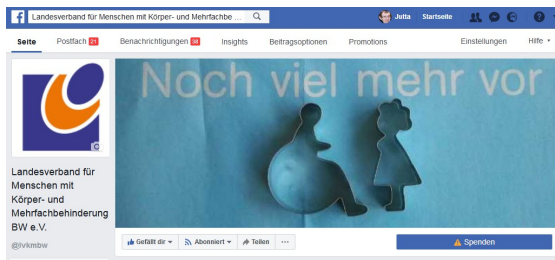 Landesverband für Menschen mit Körper- und Mehrfachbe ...
Jutta
Startseite
Seite
Postfach 21
Benachrichtigungen 38
Insights
Beitragsoptionen
Promotions
Einstellungen
Hilfe
Noch viel mehr vor
Landesverband für
Menschen mit
Körper- und
Mehrfachbehinderung
BW e.V.
@lvkmbw
Gefällt dir
Abonniert
Teilen
...
Spenden